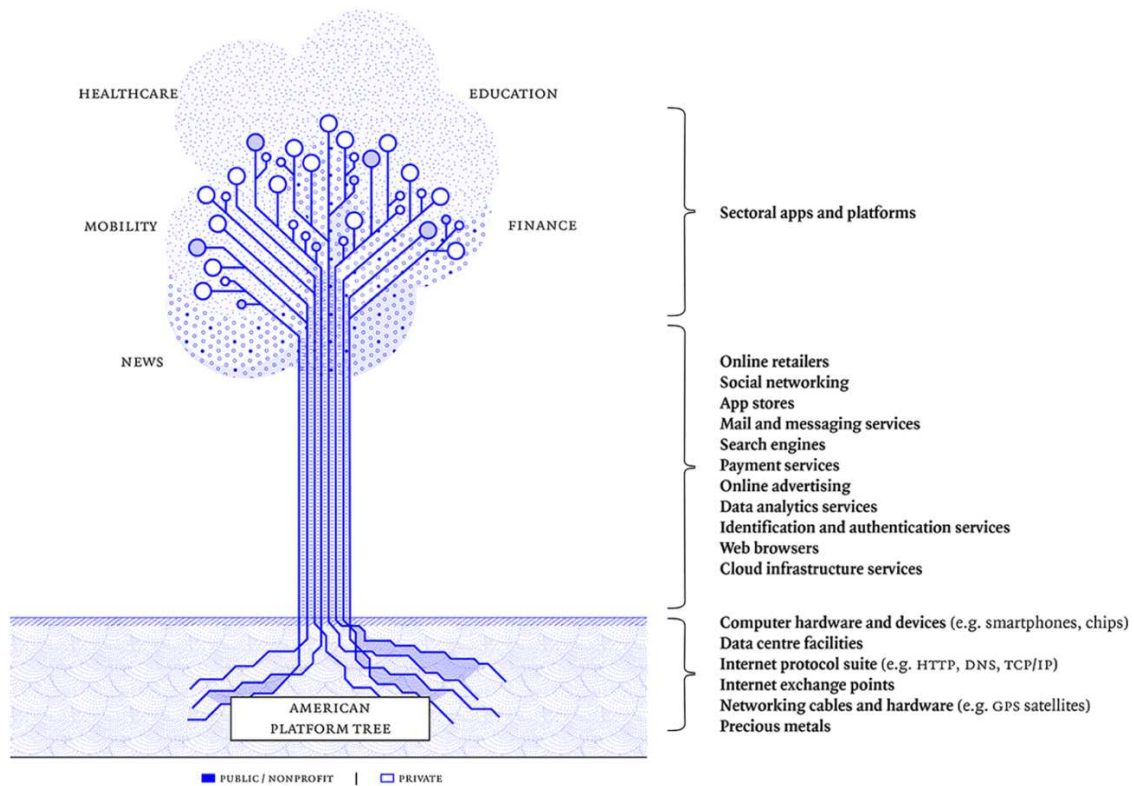 HEALTHCARE
EDUCATION
MOBILITY
FINANCE
NEWS
Sectoral apps and platforms
Online retailers
Social networking
App stores
Mail and messaging services
Search engines
Payment services
Online advertising
Data analytics services
Identification and authentication services
Web browsers
Cloud infrastructure services
Computer hardware and devices (e.g. smartphones, chips)
Data centre facilities
Internet protocol suite (e.g. HTTP, DNS, TCP/IP)
Internet exchange points
Networking cables and hardware (e.g. GPS satellites)
Precious metals
AMERICAN
PLATFORM TREE
PUBLIC / NONPROFIT | PRIVATE